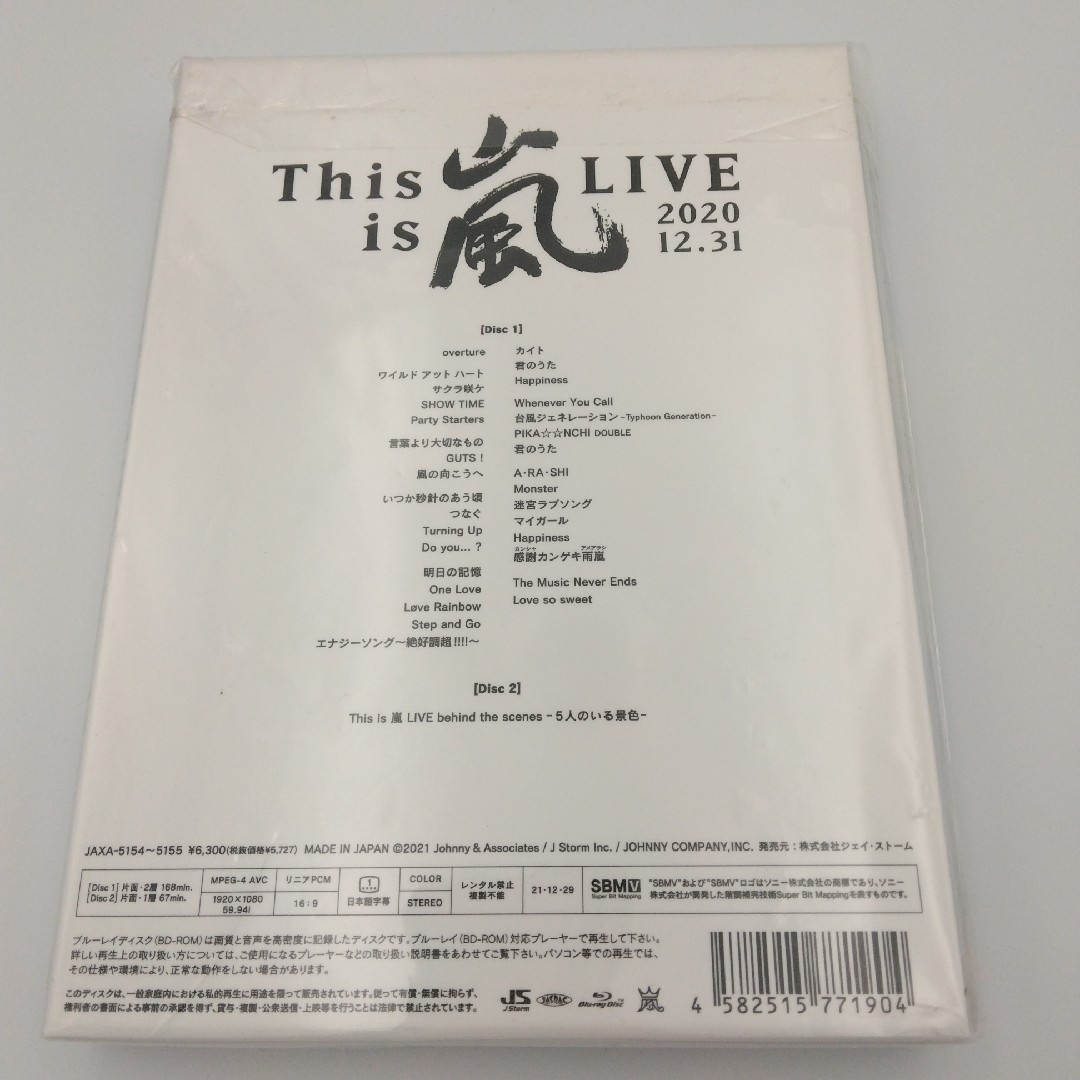 This is 嵐 LIVE
2020
12.31
[Disc 1]
overture
ワイルド アット ハート
サクラ咲ケ
SHOW TIME
Party Starters
言葉より大切なもの
GUTS !
風の向こうへ
いつか秒針のあう頃
つなぐ
Turning Up
Do you... ?
明日の記憶
One Love
Løve Rainbow
Step and Go
エナジーソング〜絶好調超!!!!〜
カイト
君のうた
Happiness
Whenever You Call
台風ジェネレーション -Typhoon Generation-
PIKA☆☆NCHI DOUBLE
君のうた
A・RA・SHI
Monster
迷宮ラブソング
マイガール
Happiness
カンシャ アメアラシ
感謝カンゲキ雨嵐
The Music Never Ends
Love so sweet
[Disc 2]
This is 嵐 LIVE behind the scenes -5人のいる景色-
JAXA-5154〜5155 ¥6,300(税抜価格¥5,727) MADE IN JAPAN ©2021 Johnny & Associates / J Storm Inc. / JOHNNY COMPANY,INC. 発売元：株式会社ジェイ・ストーム
[Disc 1] 片面・2層 168min.
[Disc 2] 片面・1層 67min.
MPEG-4 AVC
1920×1080
59.94i
リニアPCM
16:9
1
日本語字幕
COLOR
STEREO
レンタル禁止
複製不能
21・12・29
SBMV
Super Bit Mapping
"SBMV"および"SBMV"ロゴはソニー株式会社の商標であり、ソニー
株式会社が開発した階調補完技術Super Bit Mappingを表すものです。
ブルーレイディスク(BD-ROM)は画質と音声を高密度に記録したディスクです。ブルーレイ(BD-ROM)対応プレーヤーで再生して下さい。
詳しい再生上の取り扱い方については、ご使用になるプレーヤーなどの取り扱い説明書をあわせてご覧下さい。パソコン等での再生では、
その仕様や環境により、正常な動作をしない場合があります。
このディスクは、一般家庭内における私的再生に用途を限って販売されています。従って有償・無償に拘らず、
権利者の書面による事前の承認を得ず、貸与・複製・公衆送信・上映等を行うことは法律で禁止されています。
JS
J Storm
JASRAC
Blu-ray Disc
嵐
4 582515 771904